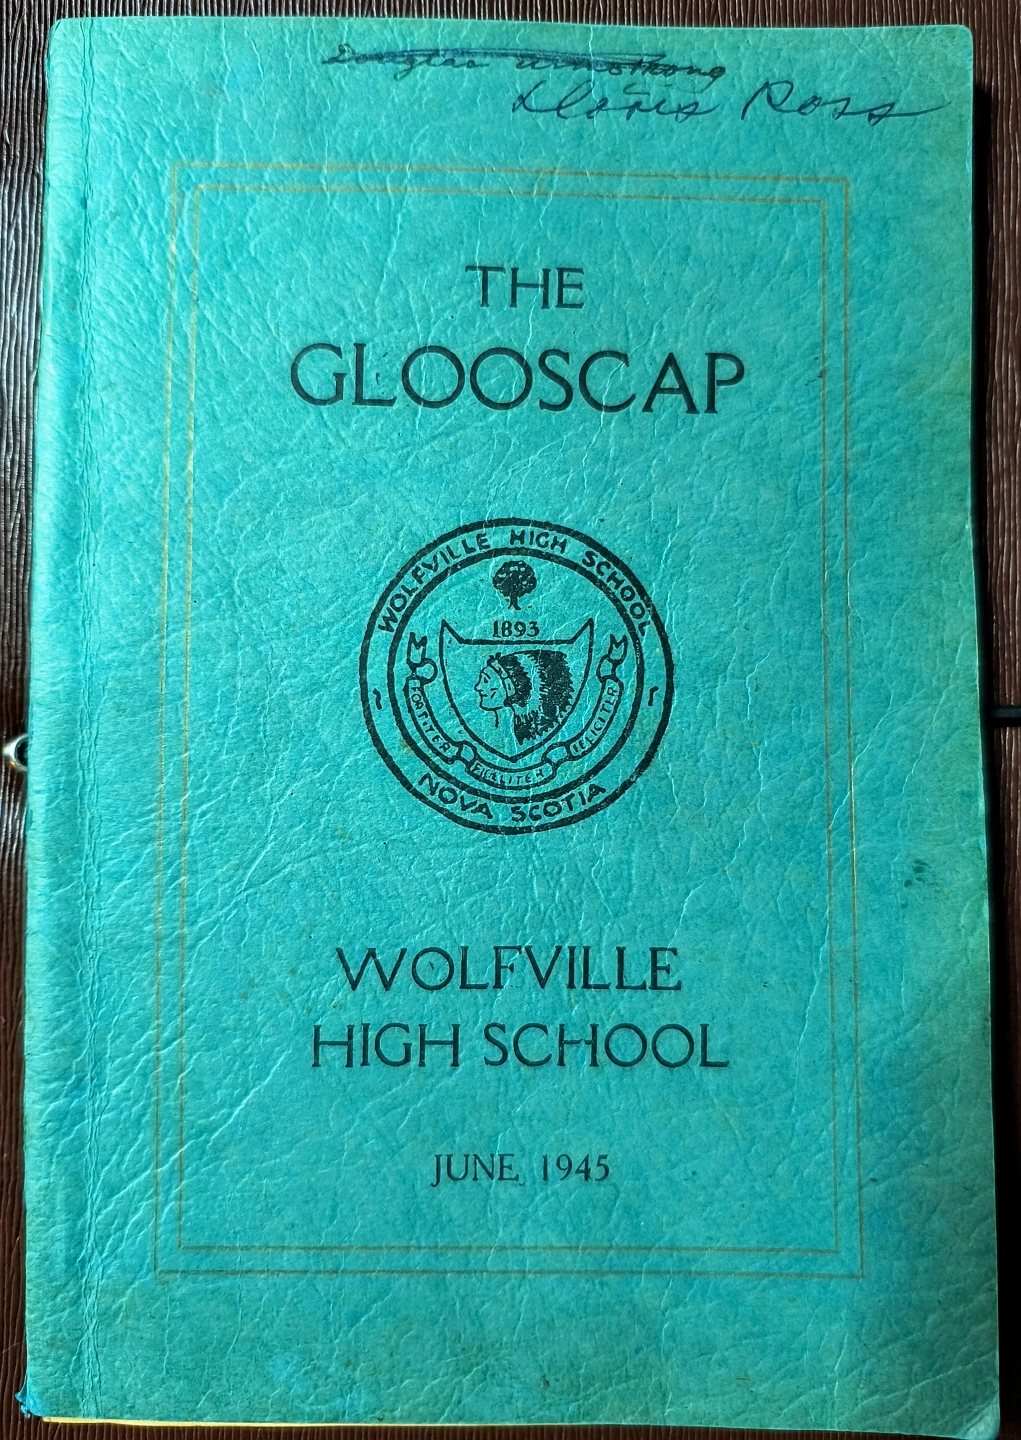 Douglas Armstrong
Doris Ross
THE
GLOOSCAP
WOLFVILLE HIGH SCHOOL
1893
FORTITER
FIDELITER
FELICITER
NOVA SCOTIA
WOLFVILLE
HIGH SCHOOL
JUNE, 1945